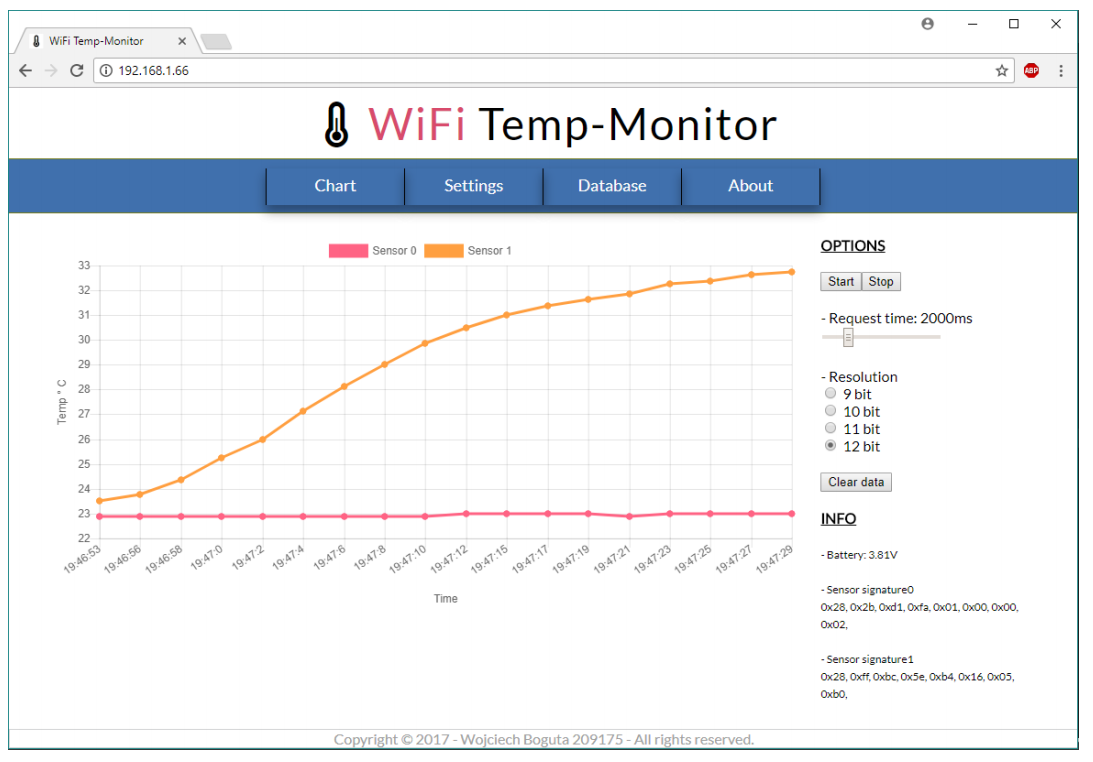 WiFi Temp-Monitor
192.168.1.66
ABP
WiFi Temp-Monitor
Chart Settings Database About
Sensor 0 Sensor 1
33
32
31
30
29
28
27
26
25
24
23
22
Temp ° C
19:46:53 19:46:56 19:46:58 19:47:0 19:47:2 19:47:4 19:47:6 19:47:8 19:47:10 19:47:12 19:47:15 19:47:17 19:47:19 19:47:21 19:47:23 19:47:25 19:47:27 19:47:29
Time
OPTIONS
Start Stop
- Request time: 2000ms
- Resolution
9 bit
10 bit
11 bit
12 bit
Clear data
INFO
- Battery: 3.81V
- Sensor signature0
0x28, 0x2b, 0xd1, 0xfa, 0x01, 0x00, 0x00,
0x02,
- Sensor signature1
0x28, 0xff, 0xbc, 0x5e, 0xb4, 0x16, 0x05,
0xb0,
Copyright © 2017 - Wojciech Boguta 209175 - All rights reserved.